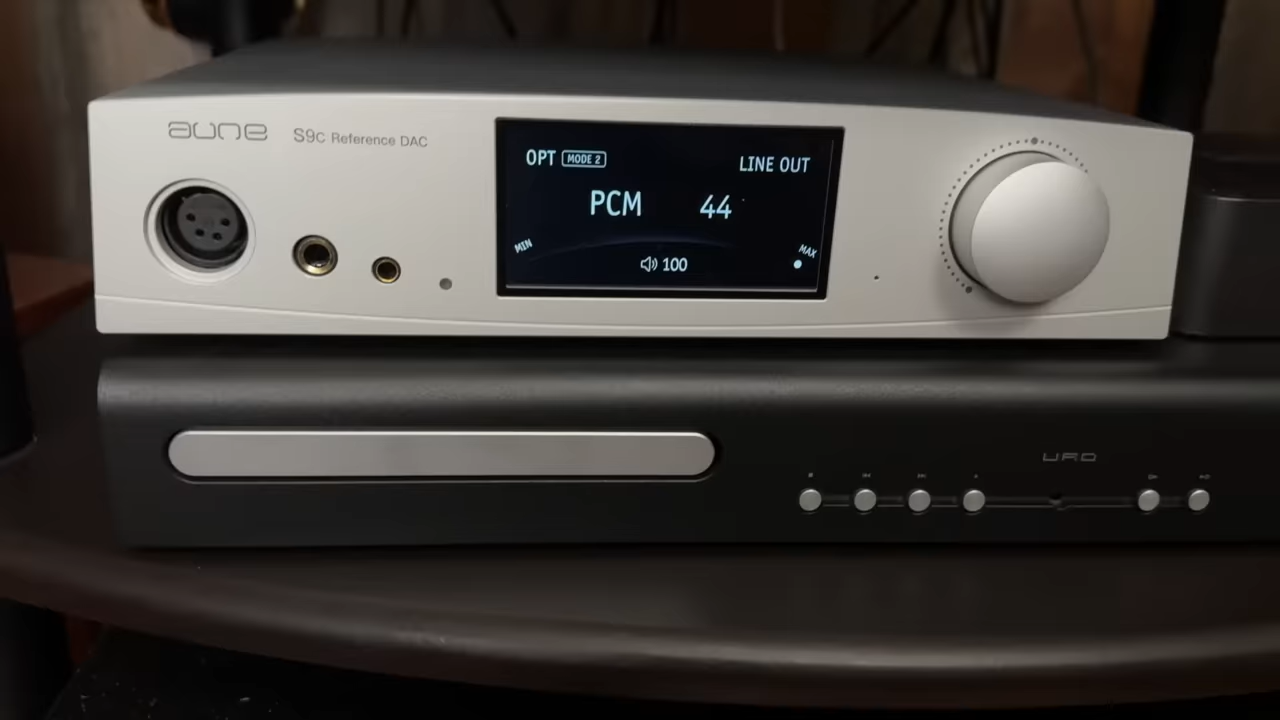 aune S9C Reference DAC
OPT MODE 2 LINE OUT
PCM 44
MIN MAX
100